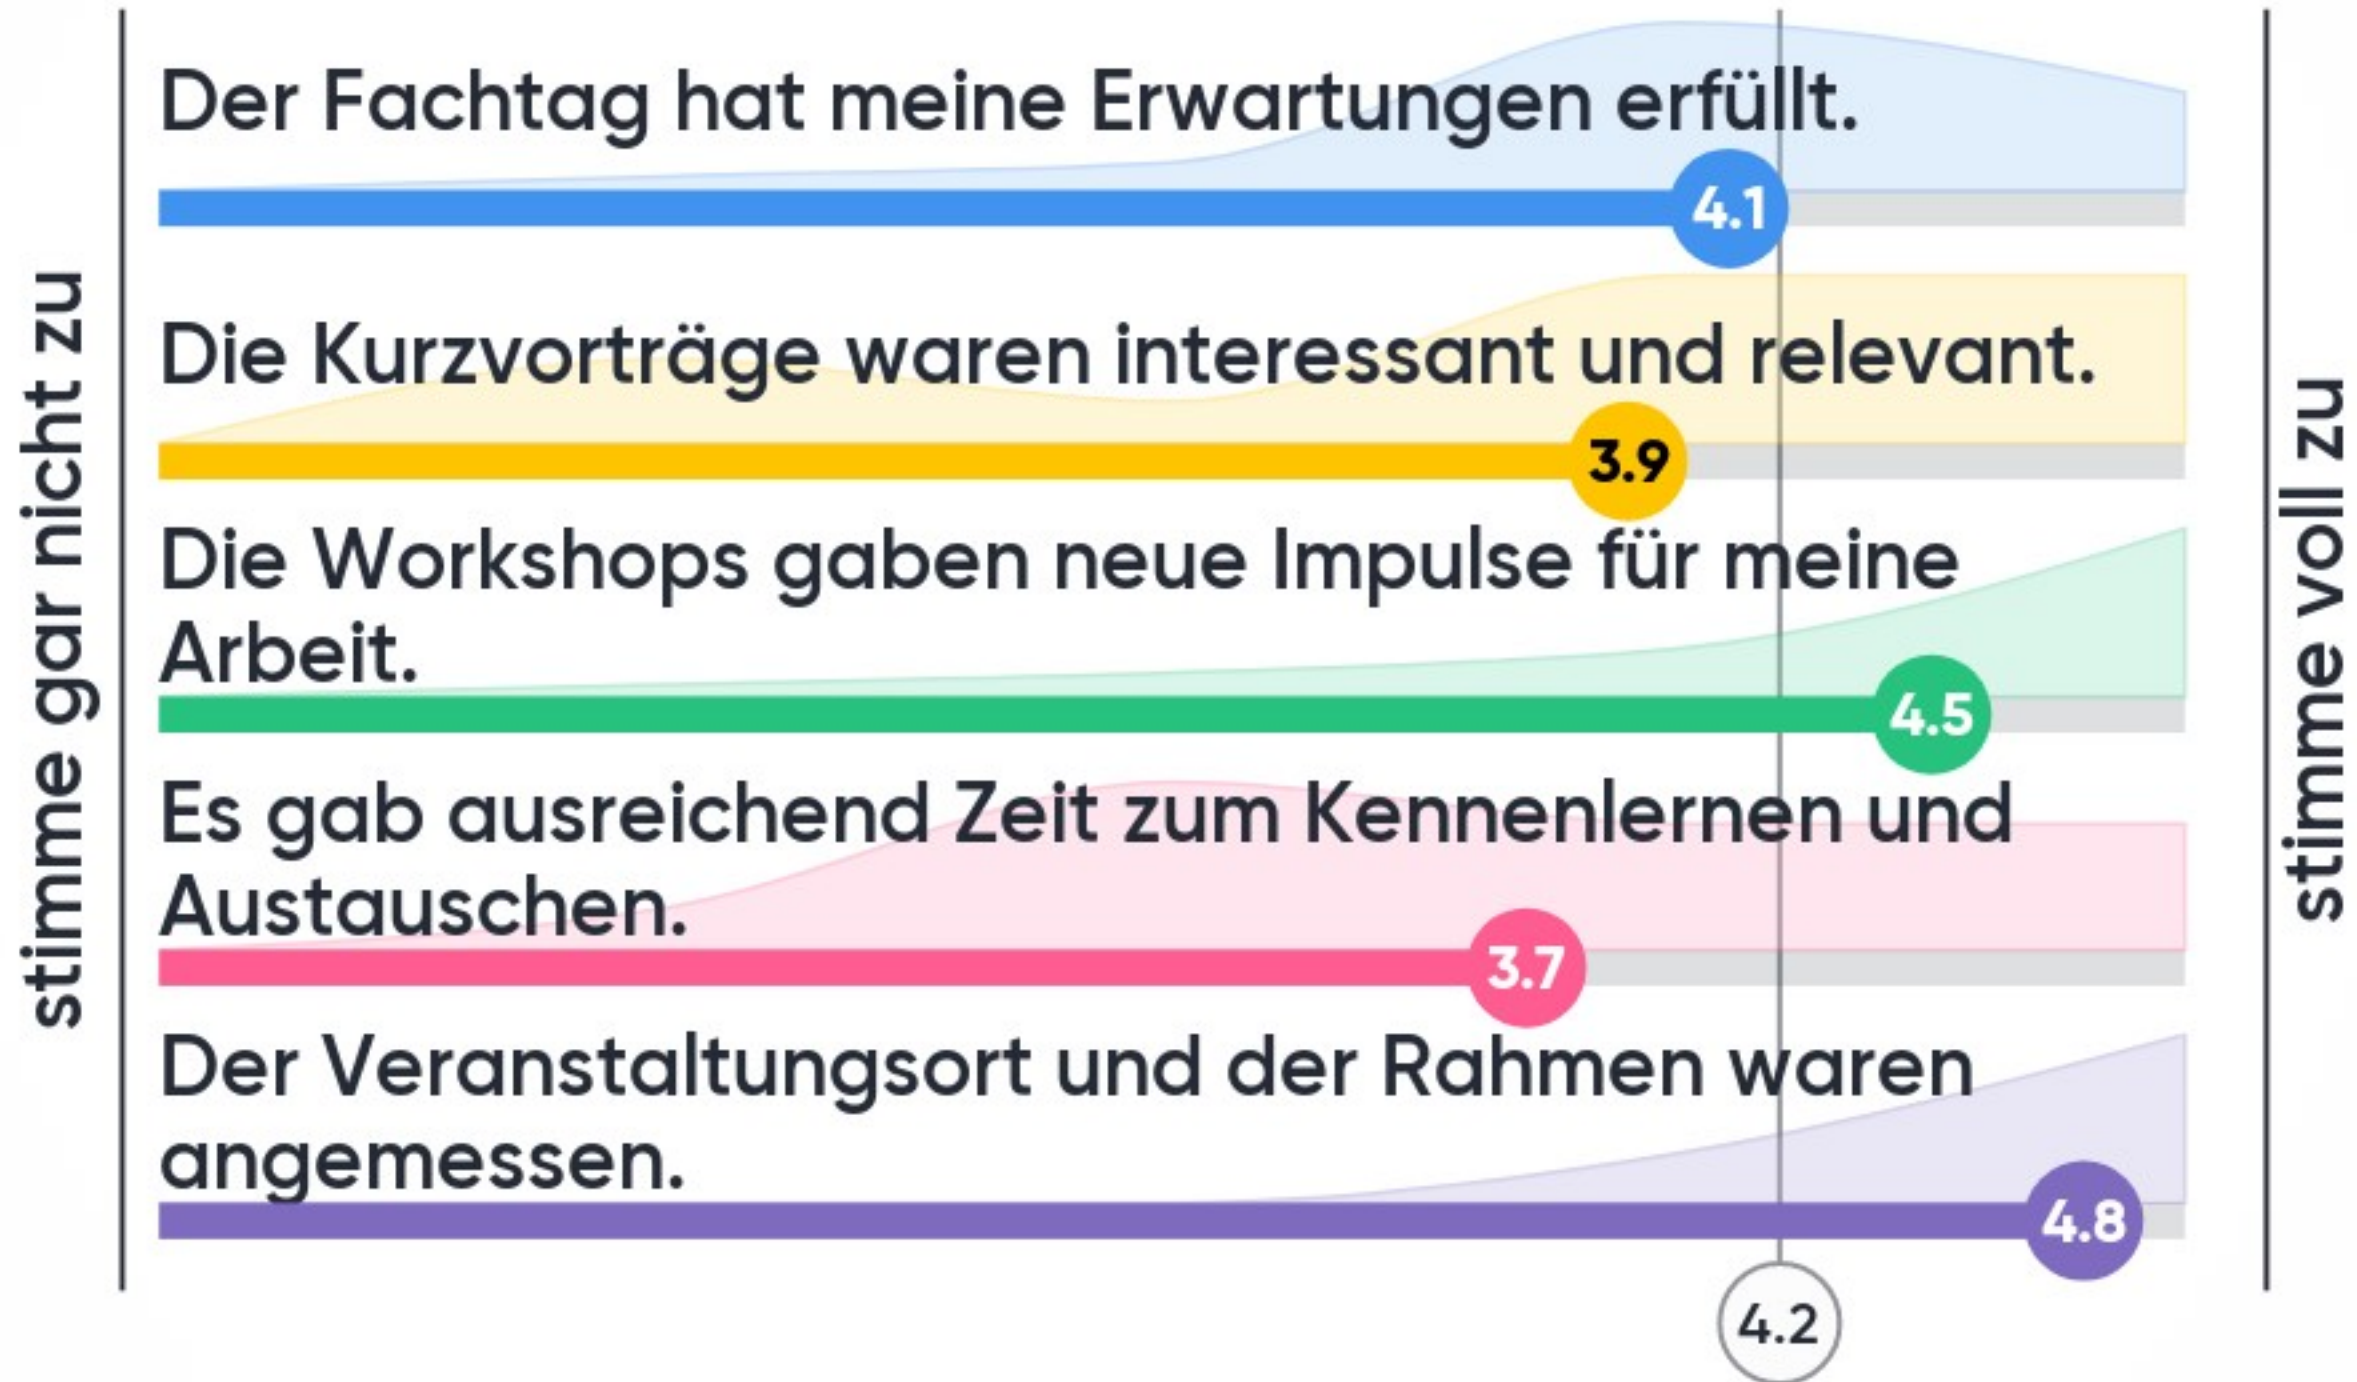 stimme gar nicht zu
Der Fachtag hat meine Erwartungen erfüllt.
4.1
Die Kurzvorträge waren interessant und relevant.
3.9
Die Workshops gaben neue Impulse für meine
Arbeit.
4.5
Es gab ausreichend Zeit zum Kennenlernen und
Austauschen.
3.7
Der Veranstaltungsort und der Rahmen waren
angemessen.
4.8
4.2
stimme voll zu